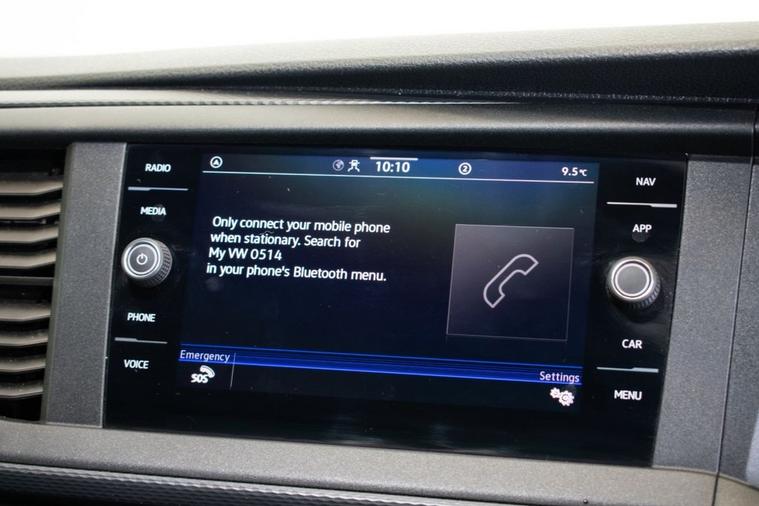 RADIO
MEDIA
PHONE
VOICE
A
10:10
2
9.5°C
Only connect your mobile phone
when stationary. Search for
My VW 0514
in your phone's Bluetooth menu.
Emergency
SOS
Settings
NAV
APP
CAR
MENU